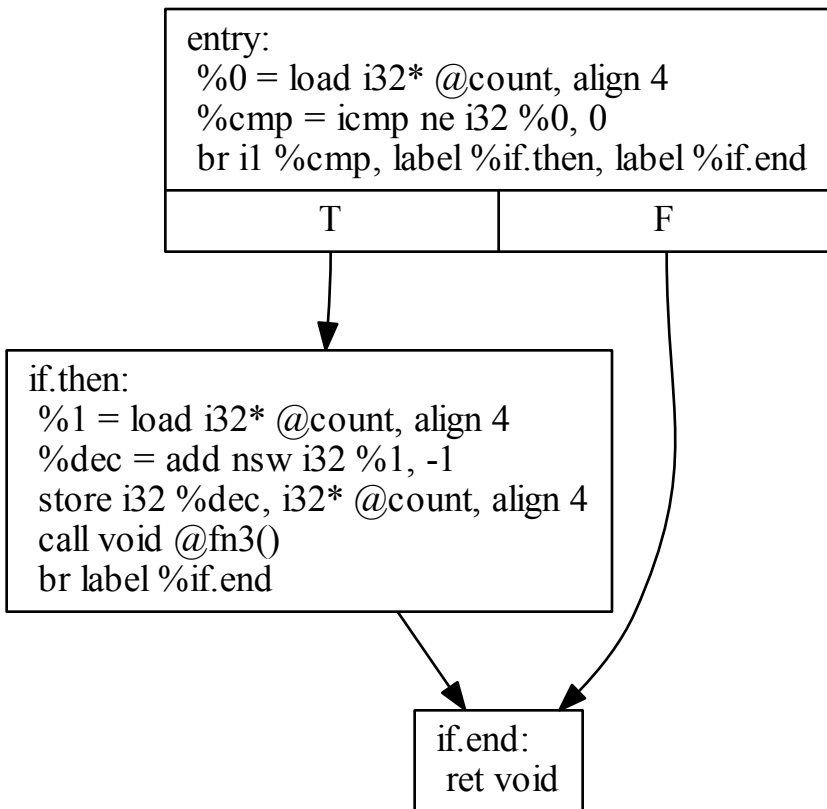 entry:
%0 = load i32* @count, align 4
%cmp = icmp ne i32 %0, 0
br i1 %cmp, label %if.then, label %if.end
T
F
if.then:
%1 = load i32* @count, align 4
%dec = add nsw i32 %1, -1
store i32 %dec, i32* @count, align 4
call void @fn3()
br label %if.end
if.end:
ret void